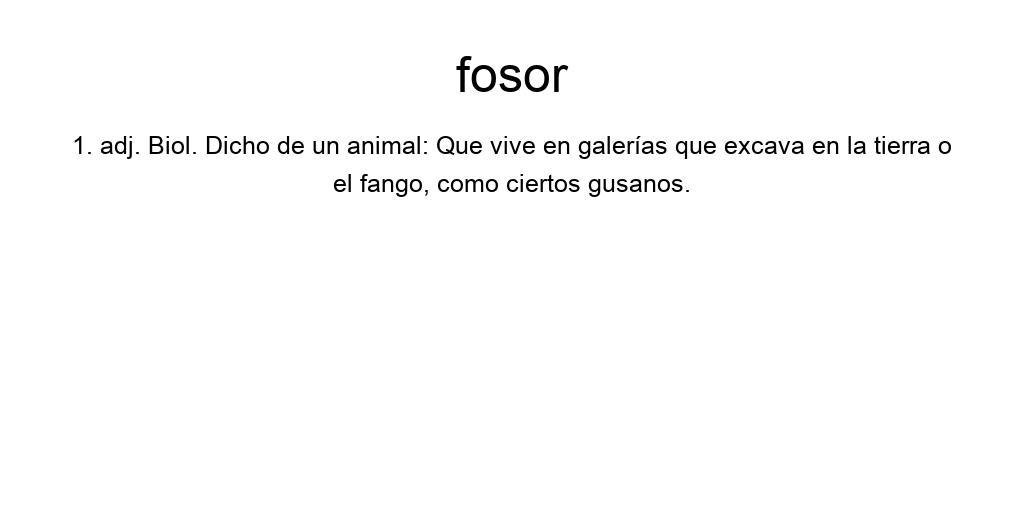 fosor
1. adj. Biol. Dicho de un animal: Que vive en galerías que excava en la tierra o
el fango, como ciertos gusanos.